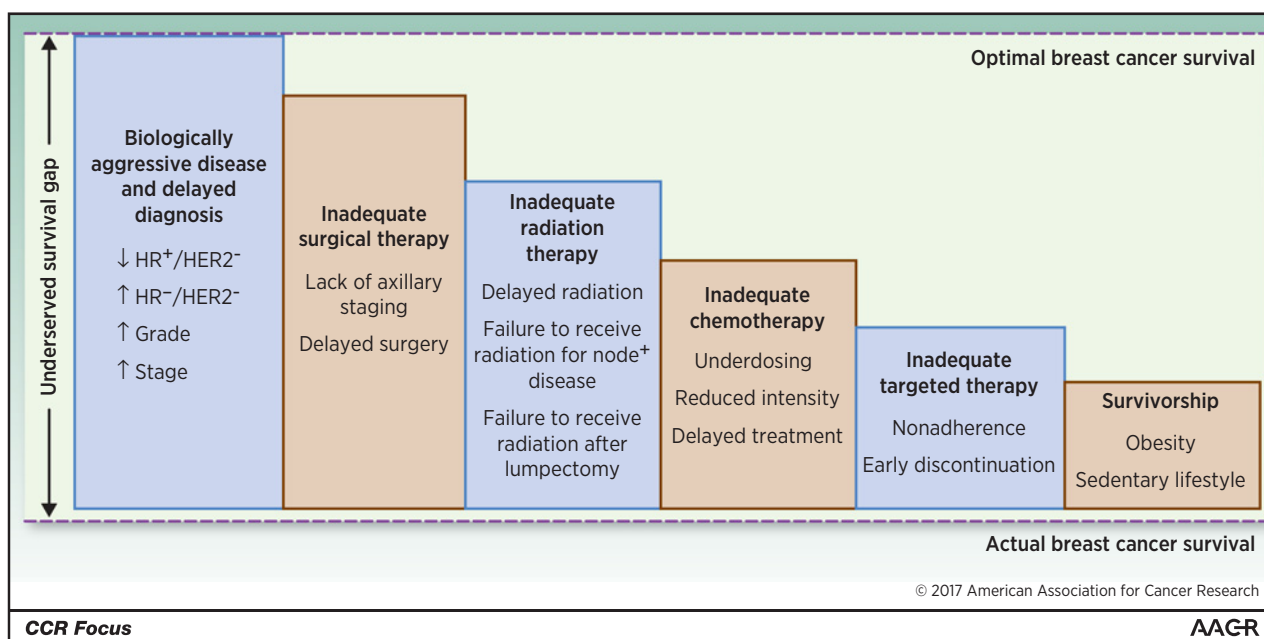 Optimal breast cancer survival
Underserved survival gap
Biologically
aggressive disease
and delayed
diagnosis
↓ HR⁺/HER2⁻
↑ HR⁻/HER2⁻
↑ Grade
↑ Stage
Inadequate
surgical therapy
Lack of axillary
staging
Delayed surgery
Inadequate
radiation
therapy
Delayed radiation
Failure to receive
radiation for node⁺
disease
Failure to receive
radiation after
lumpectomy
Inadequate
chemotherapy
Underdosing
Reduced intensity
Delayed treatment
Inadequate
targeted therapy
Nonadherence
Early discontinuation
Survivorship
Obesity
Sedentary lifestyle
Actual breast cancer survival
© 2017 American Association for Cancer Research
CCR Focus
AACR